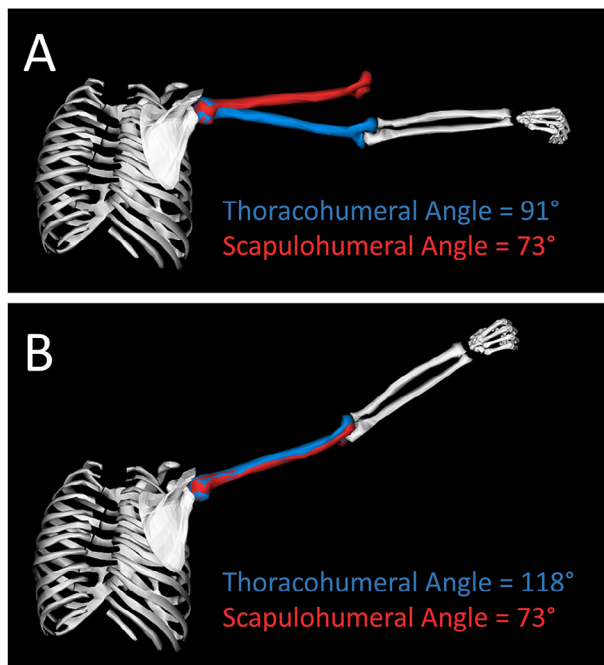 A
Thoracohumeral Angle = 91°
Scapulohumeral Angle = 73°
B
Thoracohumeral Angle = 118°
Scapulohumeral Angle = 73°